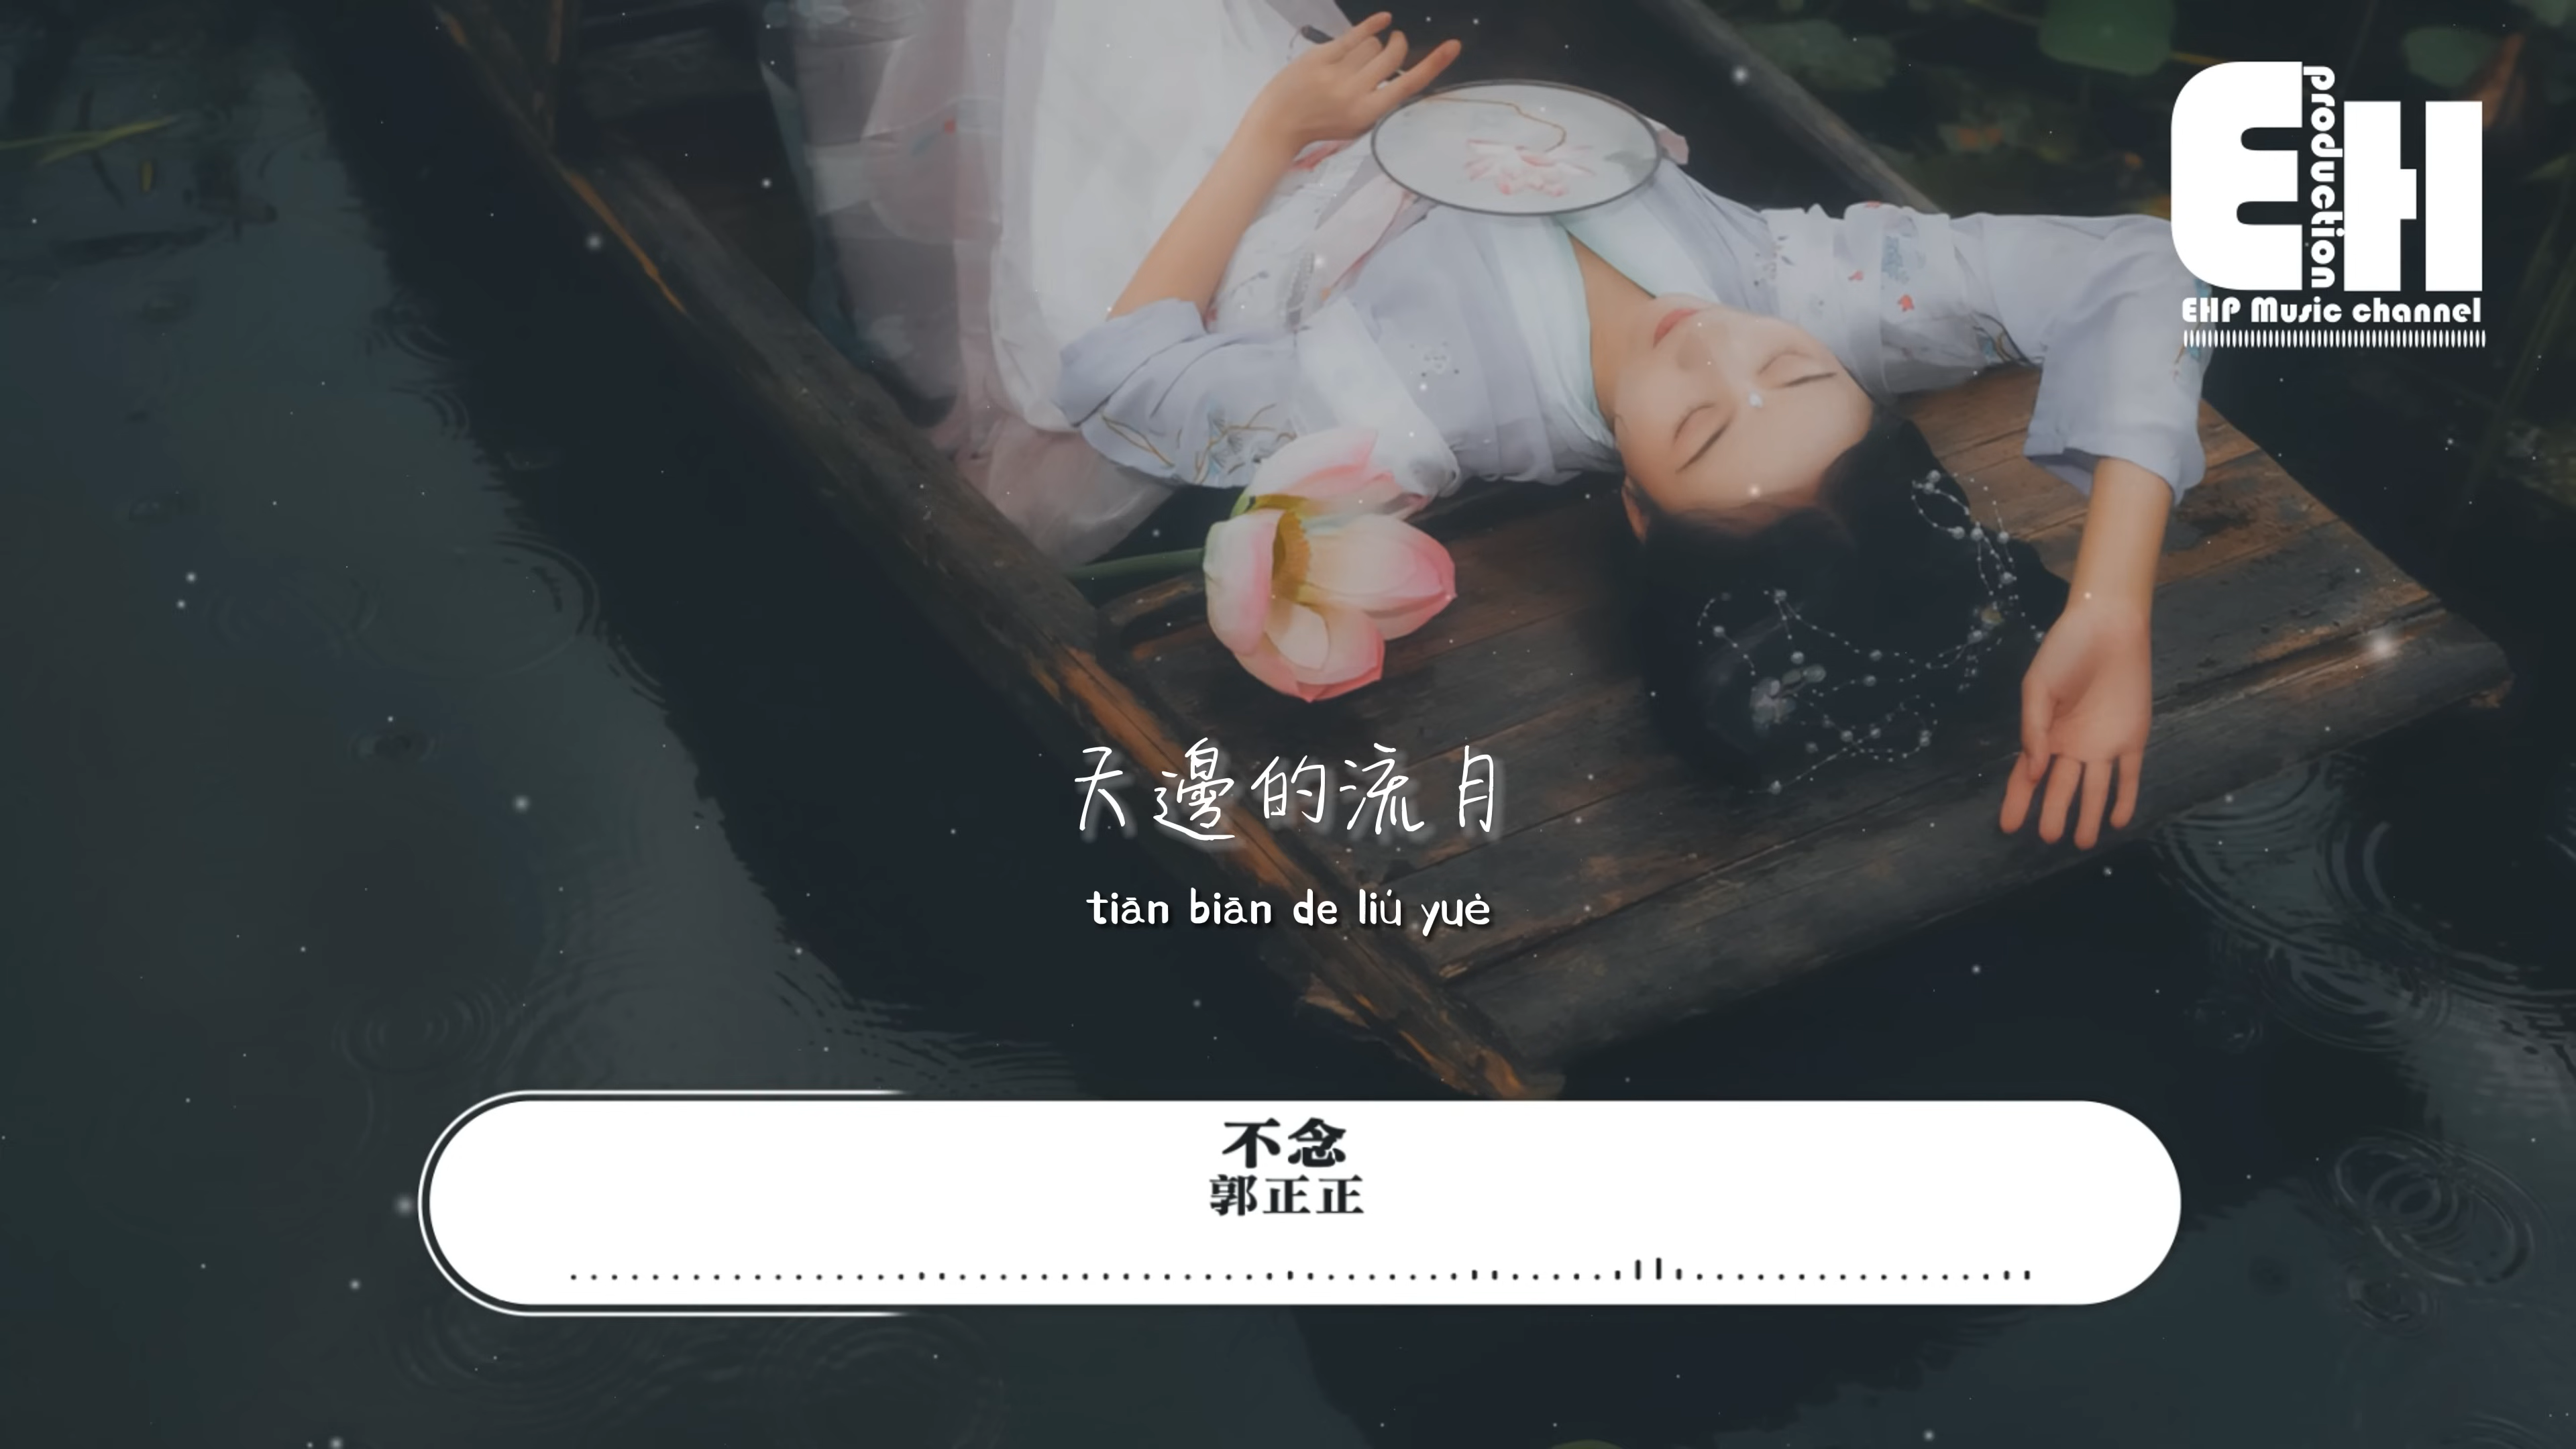 EH
production
EHP Music channel
天邊的流月
tiān biān de liú yuè
不念
郭正正